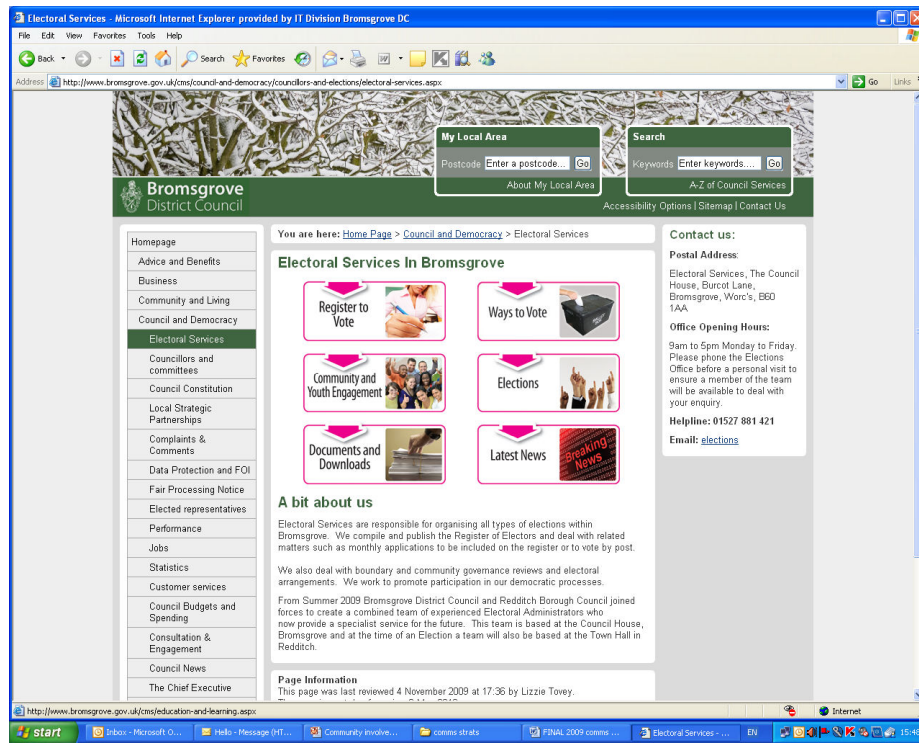 Electoral Services - Microsoft Internet Explorer provided by IT Division Bromsgrove DC
File Edit View Favorites Tools Help
Back Search Favorites
Address http://www.bromsgrove.gov.uk/cms/council-and-democracy/councillors-and-elections/electoral-services.aspx Go Links
My Local Area
Postcode Enter a postcode... Go
About My Local Area
Search
Keywords Enter keywords.... Go
A-Z of Council Services
Bromsgrove
District Council
Accessibility Options | Sitemap | Contact Us
Homepage
Advice and Benefits
Business
Community and Living
Council and Democracy
Electoral Services
Councillors and
committees
Council Constitution
Local Strategic
Partnerships
Complaints &
Comments
Data Protection and FOI
Fair Processing Notice
Elected representatives
Performance
Jobs
Statistics
Customer services
Council Budgets and
Spending
Consultation &
Engagement
Council News
The Chief Executive
You are here: Home Page > Council and Democracy > Electoral Services
Electoral Services In Bromsgrove
Register to
Vote
Ways to Vote
Community and
Youth Engagement
Elections
Documents and
Downloads
Latest News
Breaking
News
A bit about us
Electoral Services are responsible for organising all types of elections within
Bromsgrove. We compile and publish the Register of Electors and deal with related
matters such as monthly applications to be included on the register or to vote by post.
We also deal with boundary and community governance reviews and electoral
arrangements. We work to promote participation in our democratic processes.
From Summer 2009 Bromsgrove District Council and Redditch Borough Council joined
forces to create a combined team of experienced Electoral Administrators who
now provide a specialist service for the future. This team is based at the Council House,
Bromsgrove and at the time of an Election a team will also be based at the Town Hall in
Redditch.
Page Information
This page was last reviewed 4 November 2009 at 17:36 by Lizzie Tovey.
Contact us:
Postal Address:
Electoral Services, The Council
House, Burcot Lane,
Bromsgrove, Worc's, B60
1AA
Office Opening Hours:
9am to 5pm Monday to Friday.
Please phone the Elections
Office before a personal visit to
ensure a member of the team
will be available to deal with
your enquiry.
Helpline: 01527 881 421
Email: elections
http://www.bromsgrove.gov.uk/cms/education-and-learning.aspx Internet
start Inbox - Microsoft O... Hello - Message (HT... Community involve... comms strats FINAL 2009 comms ... Electoral Services - ... EN 15:48